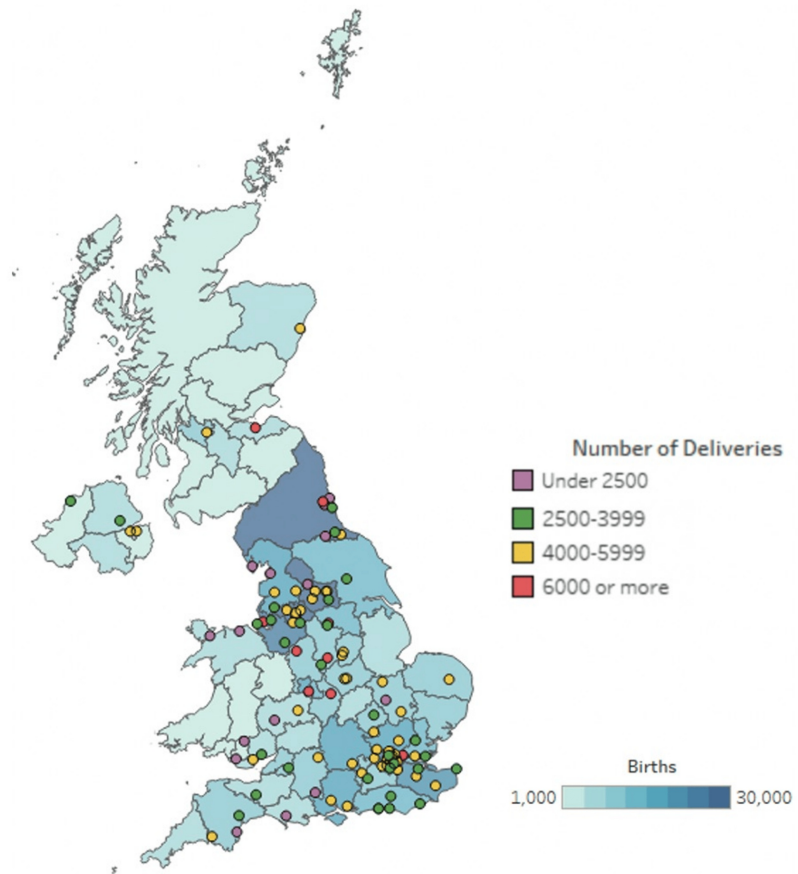 Number of Deliveries
Under 2500
2500-3999
4000-5999
6000 or more
Births
1,000 30,000